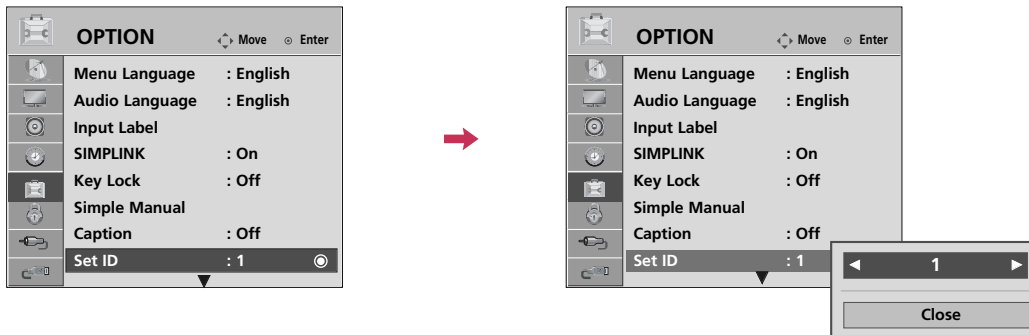 OPTION Move Enter
Menu Language : English
Audio Language : English
Input Label
SIMPLINK : On
Key Lock : Off
Simple Manual
Caption : Off
Set ID : 1
OPTION Move Enter
Menu Language : English
Audio Language : English
Input Label
SIMPLINK : On
Key Lock : Off
Simple Manual
Caption : Off
Set ID : 1
1
Close